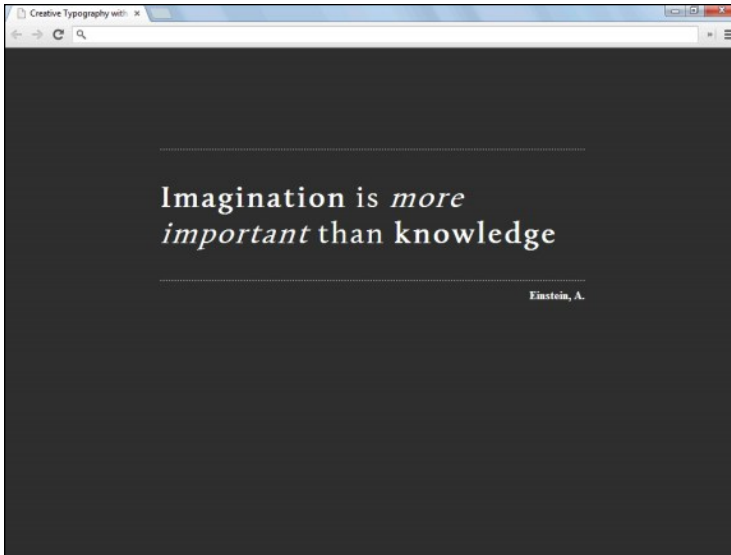 Creative Typography with
Imagination is more
important than knowledge
Einstein, A.